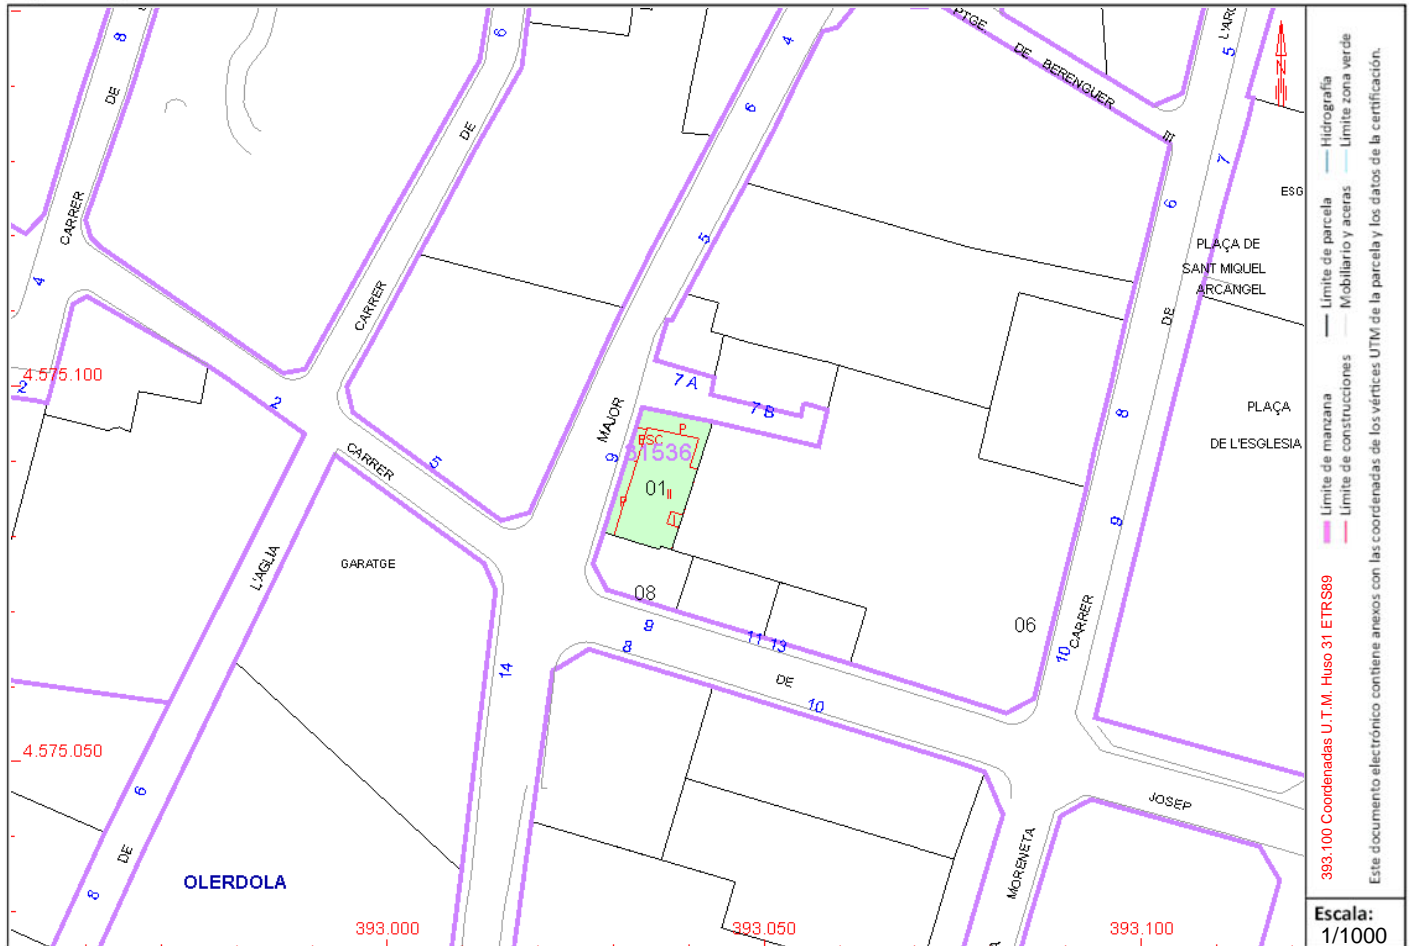 8
DE
CARRER
4
6
DE
CARRER
4
6
5
PTGE.
DE BERENGUER
III
5
7
6
ESG
PLAÇA DE
SANT MIQUEL
ARCANGEL
DE
4.575.100
2
2
CARRER
5
MAJOR
9
7 A
7 B
P
ESC
31536
01
II
P
I
8
9
PLAÇA
DE L'ESGLESIA
L'AGLIA
GARATGE
08
9
11 13
06
CARRER
10
14
8
DE
10
4.575.050
6
DE
8
OLERDOLA
JOSEP
MORENETA
393.000
393.050
393.100
Límite de manzana
Límite de parcela
Hidrografía
Límite de construcciones
Mobiliario y aceras
Límite zona verde
393.100 Coordenadas U.T.M. Huso 31 ETRS89
Este documento electrónico contiene anexos con las coordenadas de los vértices UTM de la parcela y los datos de la certificación.
N
Escala:
1/1000